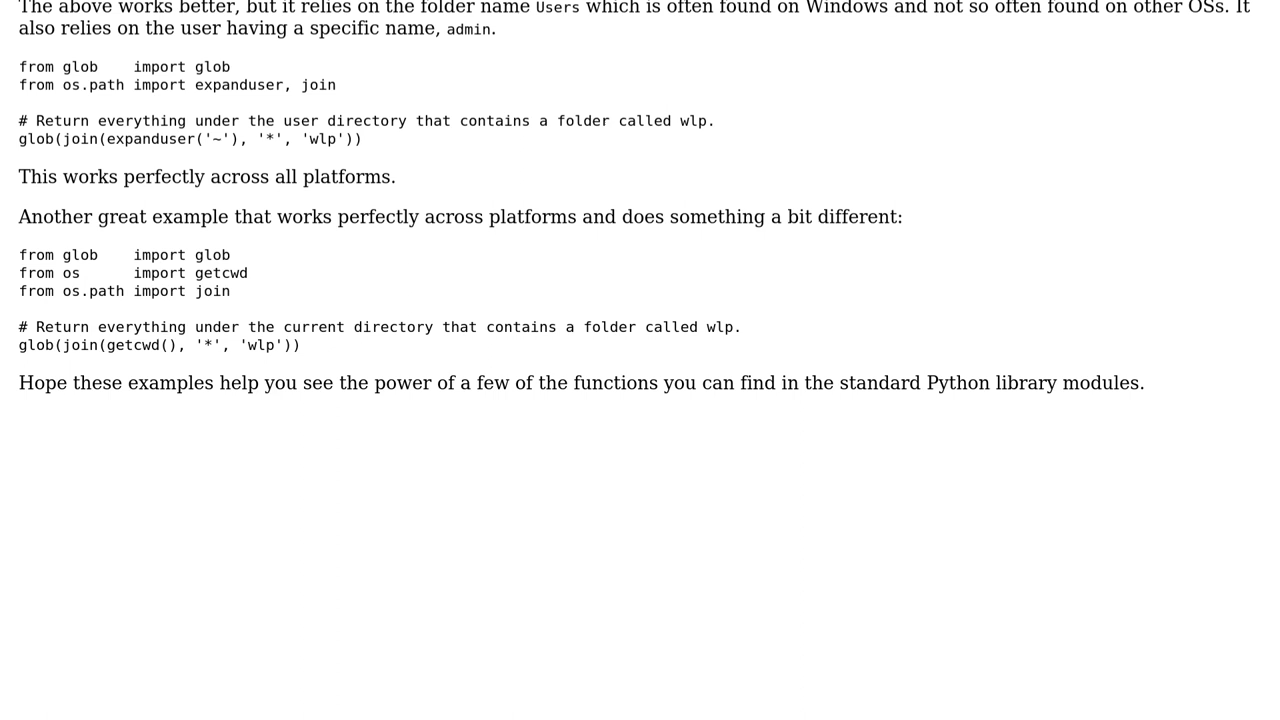 The above works better, but it relies on the folder name Users which is often found on Windows and not so often found on other OSs. It
also relies on the user having a specific name, admin.
from glob    import glob
from os.path import expanduser, join
# Return everything under the user directory that contains a folder called wlp.
glob(join(expanduser('~'), '*', 'wlp'))
This works perfectly across all platforms.
Another great example that works perfectly across platforms and does something a bit different:
from glob    import glob
from os      import getcwd
from os.path import join
# Return everything under the current directory that contains a folder called wlp.
glob(join(getcwd(), '*', 'wlp'))
Hope these examples help you see the power of a few of the functions you can find in the standard Python library modules.